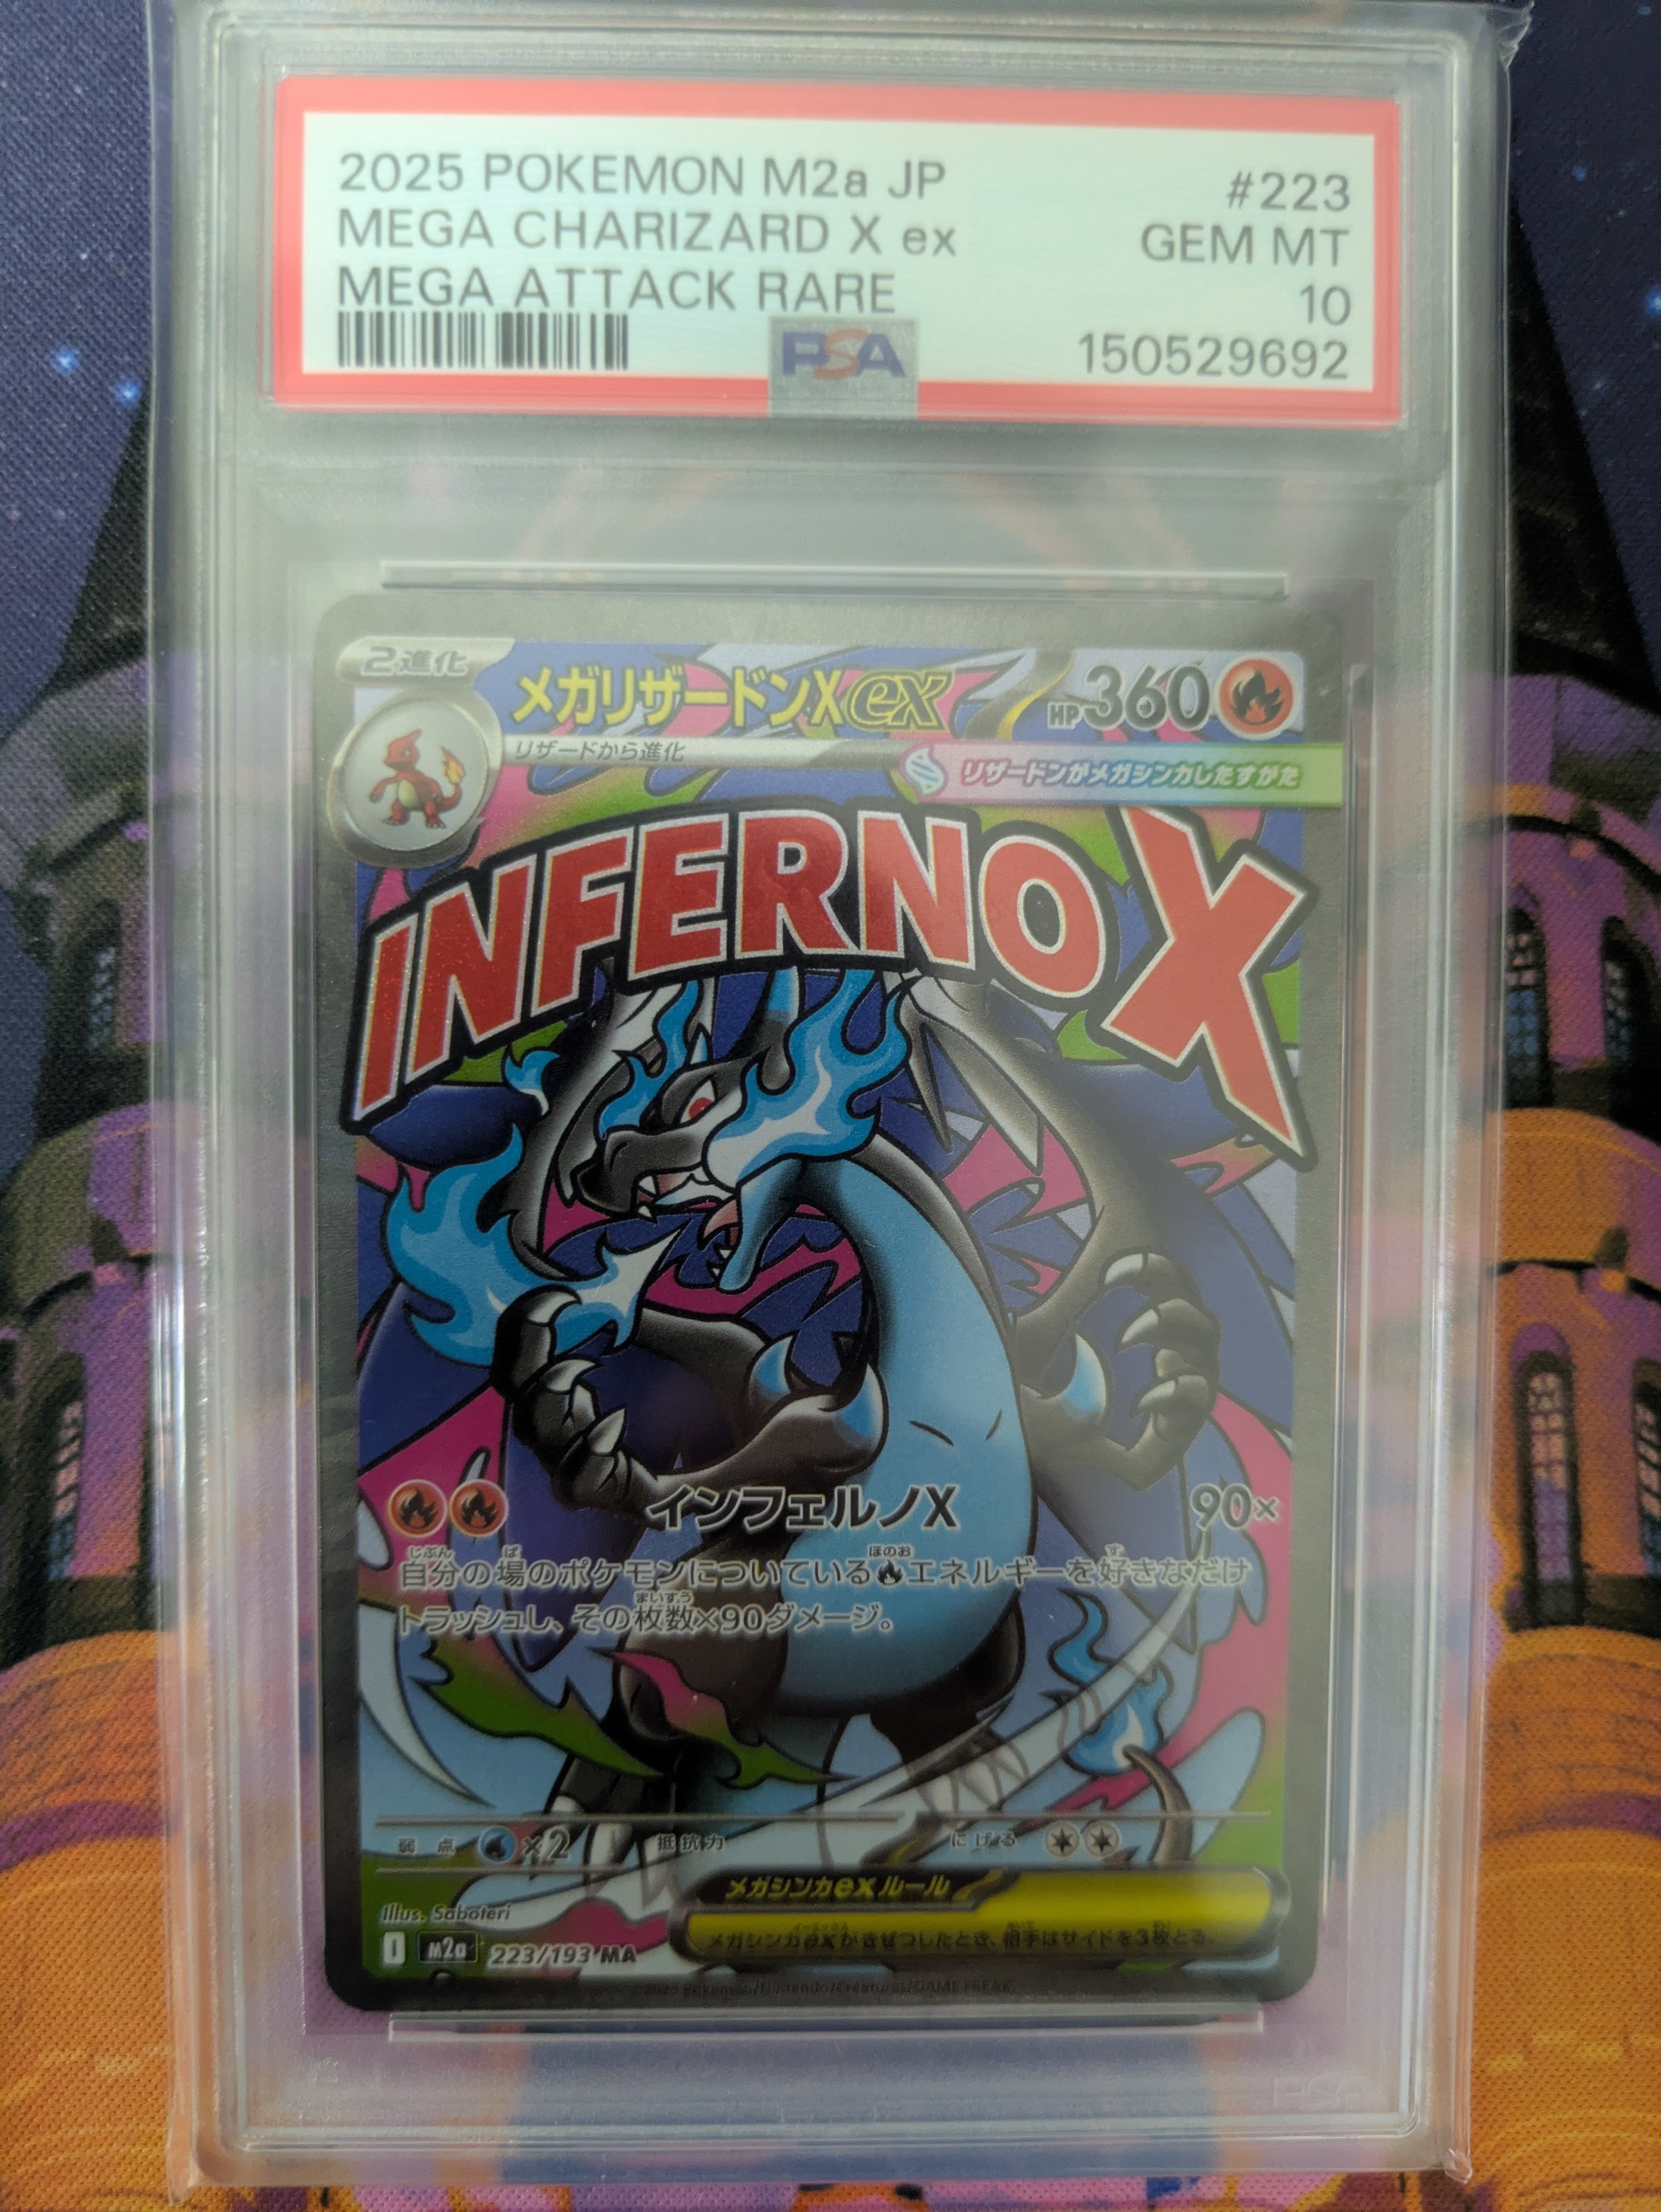 2025 POKEMON M2a JP
#223
MEGA CHARIZARD X ex
GEM MT
MEGA ATTACK RARE
10
PSA
150529692
2進化
メガリザードンXex
HP360
リザードから進化
リザードンがメガシンカしたすがた
INFERNO X
インフェルノX
90×
自分の場のポケモンについているエネルギーを好きなだけ
トラッシュし、その枚数×90ダメージ。
弱点 ×2
抵抗力
にげる
メガシンカexルール
メガシンカexがきぜつしたとき、相手はサイドを3枚とる。
Illus. Saboteri
I M2a 223/193 MA
©2025 Pokémon/Nintendo/Creatures/GAME FREAK.
PSA